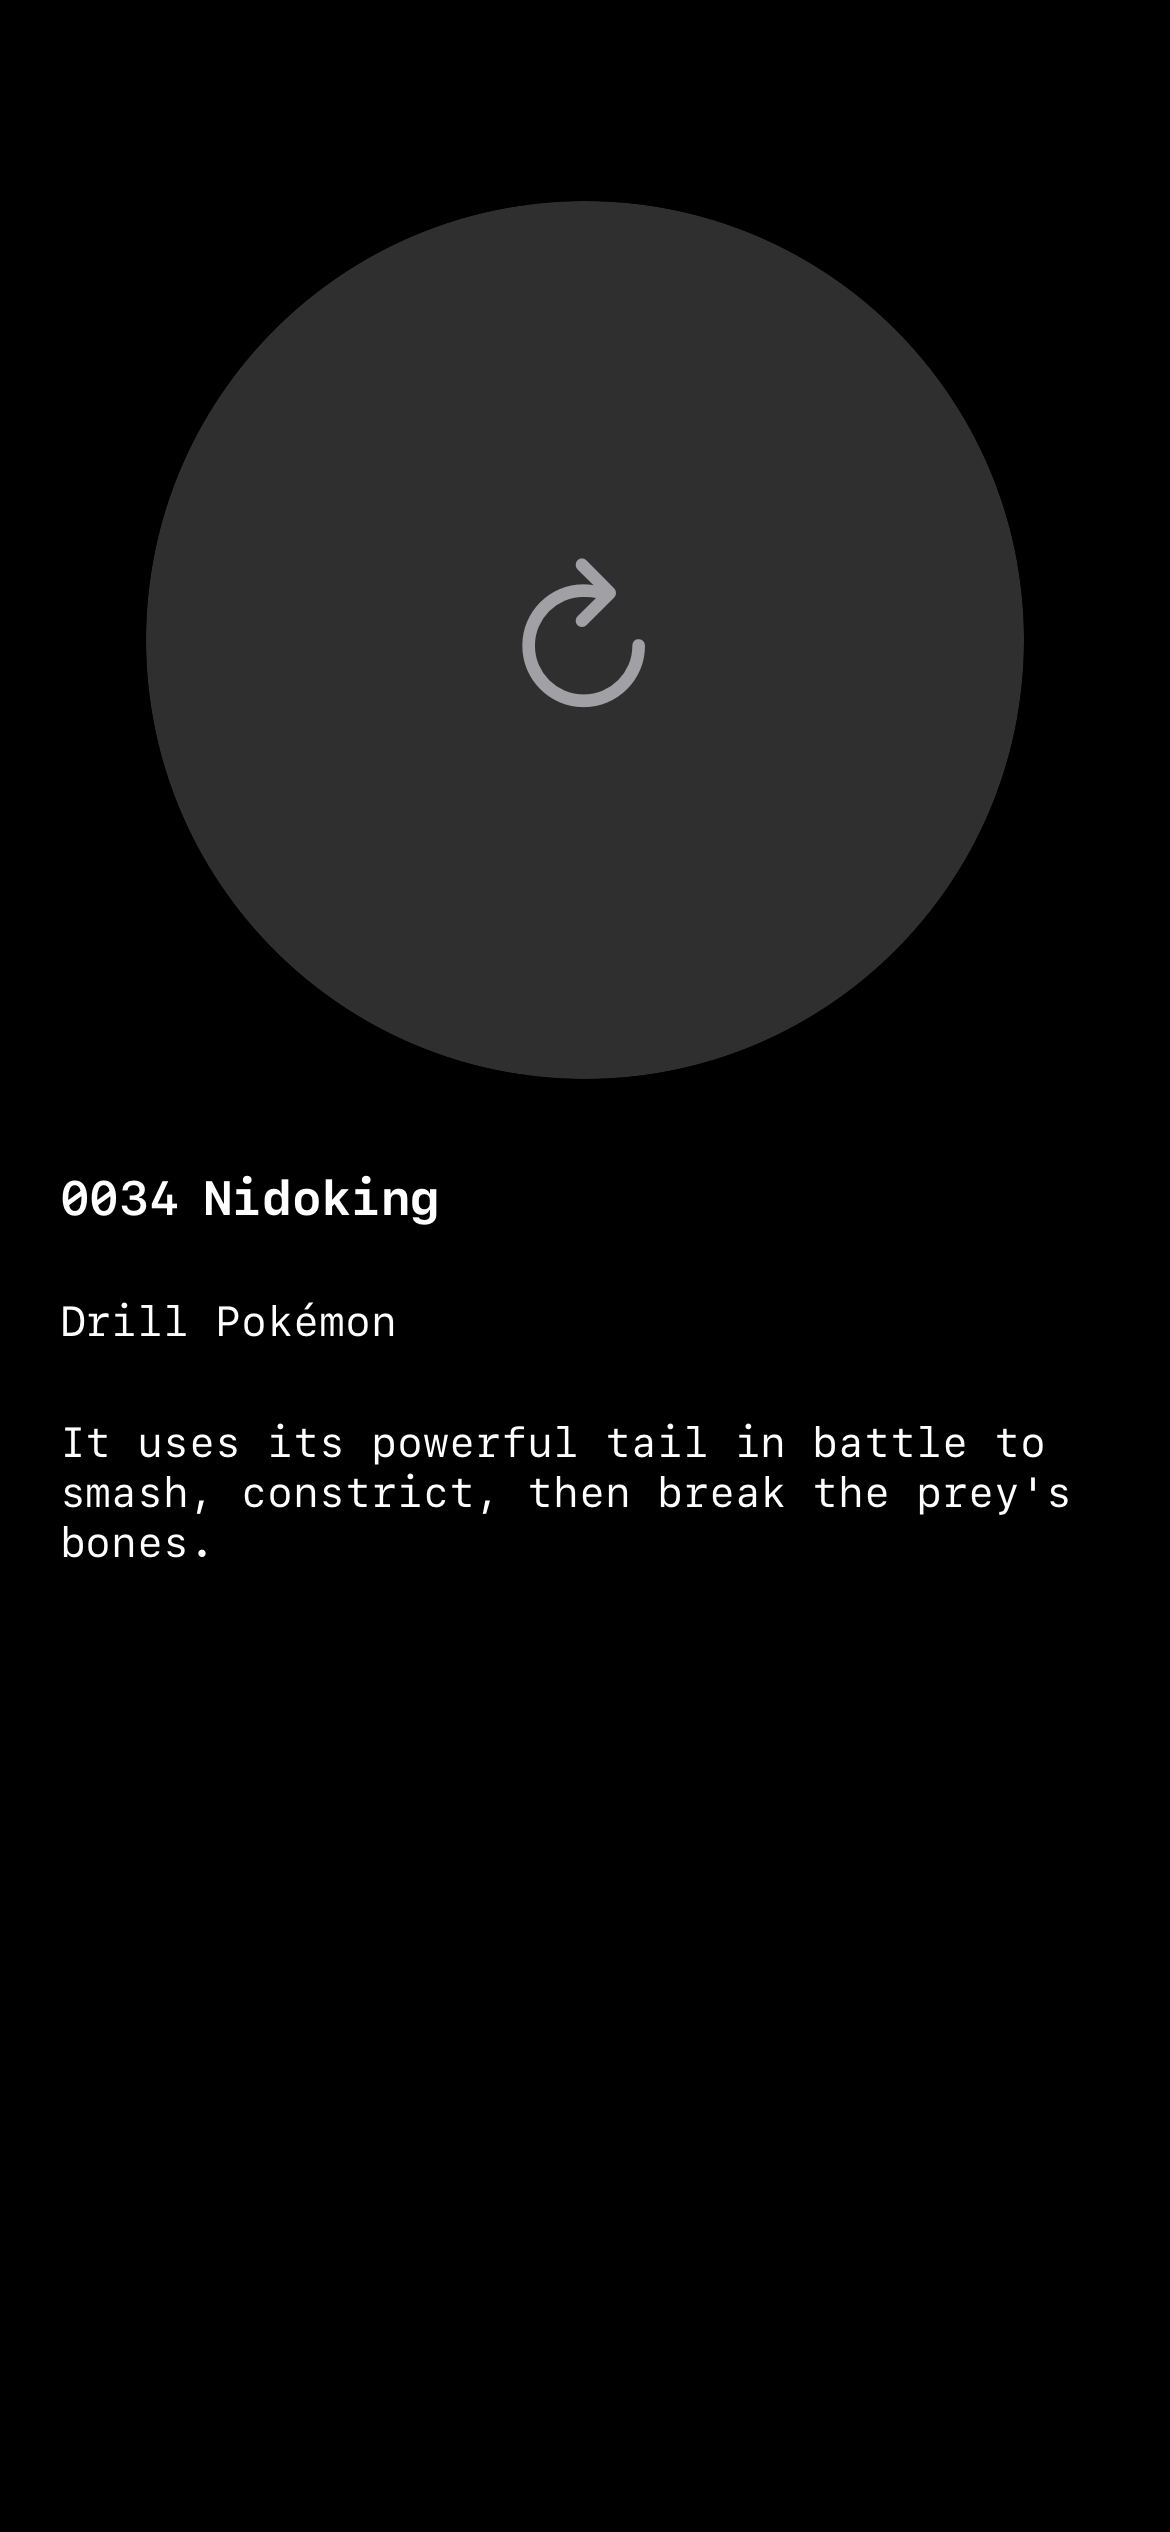 0034 Nidoking
Drill Pokémon
It uses its powerful tail in battle to
smash, constrict, then break the prey's
bones.